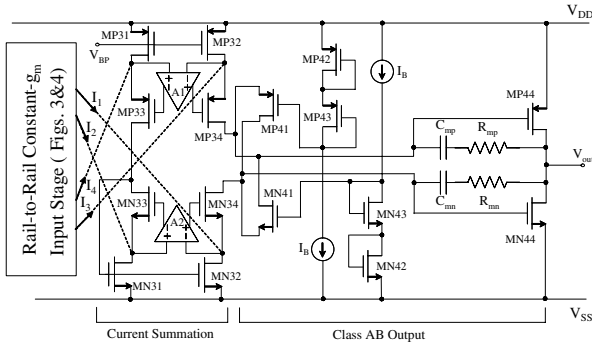 V_DD
MP31
MP32
V_BP
A1
MP33
MP34
MP41
MP42
MP43
I_B
MP44
C_mp
R_mp
V_out
C_mn
R_mn
MN44
MN41
MN43
MN42
I_B
MN33
MN34
A2
MN31
MN32
V_SS
Rail-to-Rail Constant-g_m
Input Stage ( Figs. 3&4)
I_1
I_2
I_4
I_3
Current Summation
Class AB Output